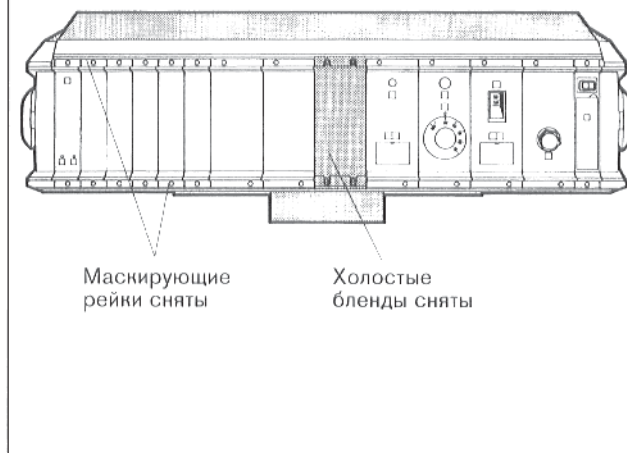 Маскирующие
рейки сняты
Холостые
бленды сняты